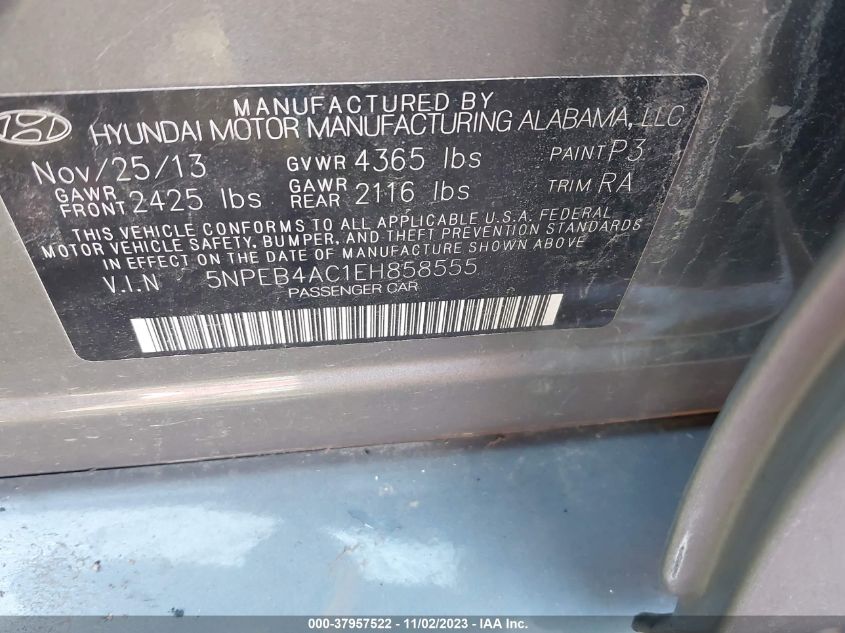 MANUFACTURED BY
HYUNDAI MOTOR MANUFACTURING ALABAMA, LLC
Nov/25/13 GVWR 4365 lbs PAINT P3
GAWR FRONT 2425 lbs GAWR REAR 2116 lbs TRIM RA
THIS VEHICLE CONFORMS TO ALL APPLICABLE U.S.A. FEDERAL
MOTOR VEHICLE SAFETY, BUMPER, AND THEFT PREVENTION STANDARDS
IN EFFECT ON THE DATE OF MANUFACTURE SHOWN ABOVE
V.I.N 5NPEB4AC1EH858555
PASSENGER CAR
000-37957522 - 11/02/2023 - IAA Inc.